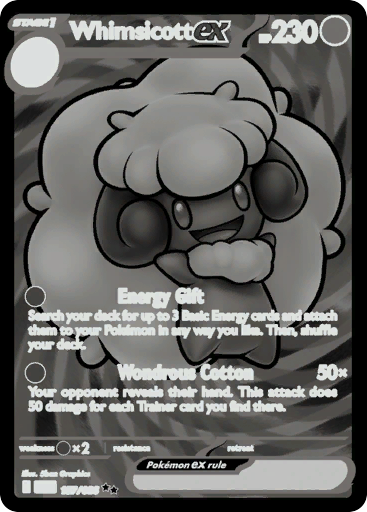 STAGE1 Whimsicott ex HP230
Energy Gift
Search your deck for up to 3 Basic Energy cards and attach
them to your Pokémon in any way you like. Then, shuffle
your deck.
Wondrous Cotton 50×
Your opponent reveals their hand. This attack does
50 damage for each Trainer card you find there.
weakness ×2 resistance retreat
Pokémon ex rule
Illus. Shou Graphics